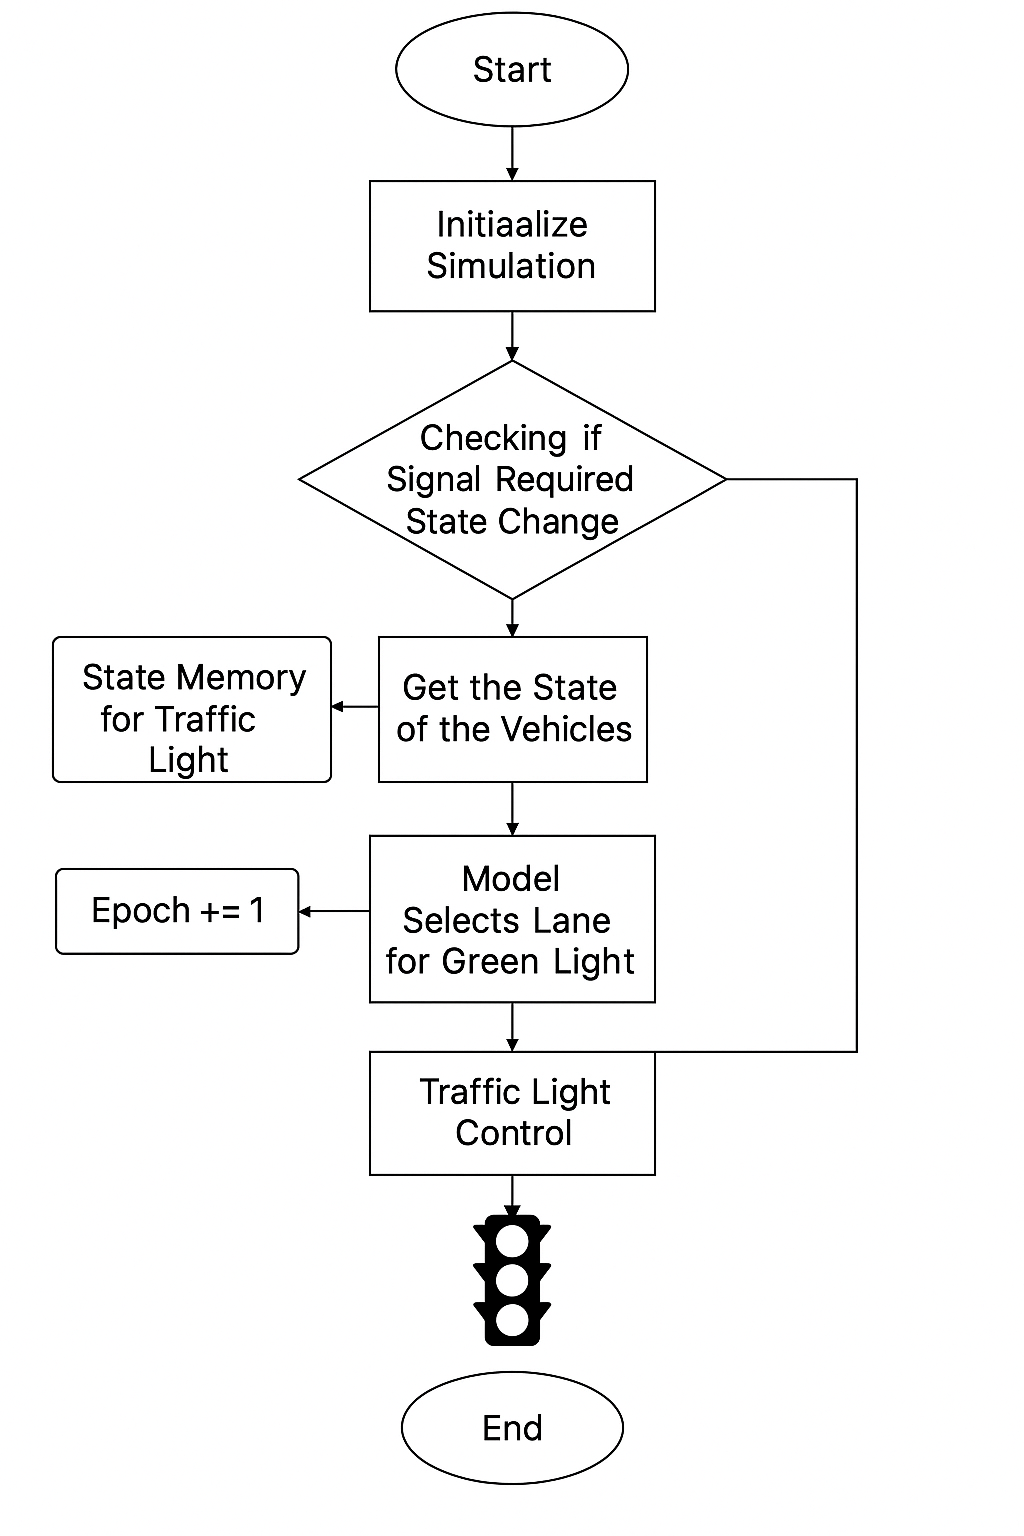 Start
Initiaalize
Simulation
Checking if
Signal Required
State Change
State Memory
for Traffic
Light
Get the State
of the Vehicles
Epoch += 1
Model
Selects Lane
for Green Light
Traffic Light
Control
End